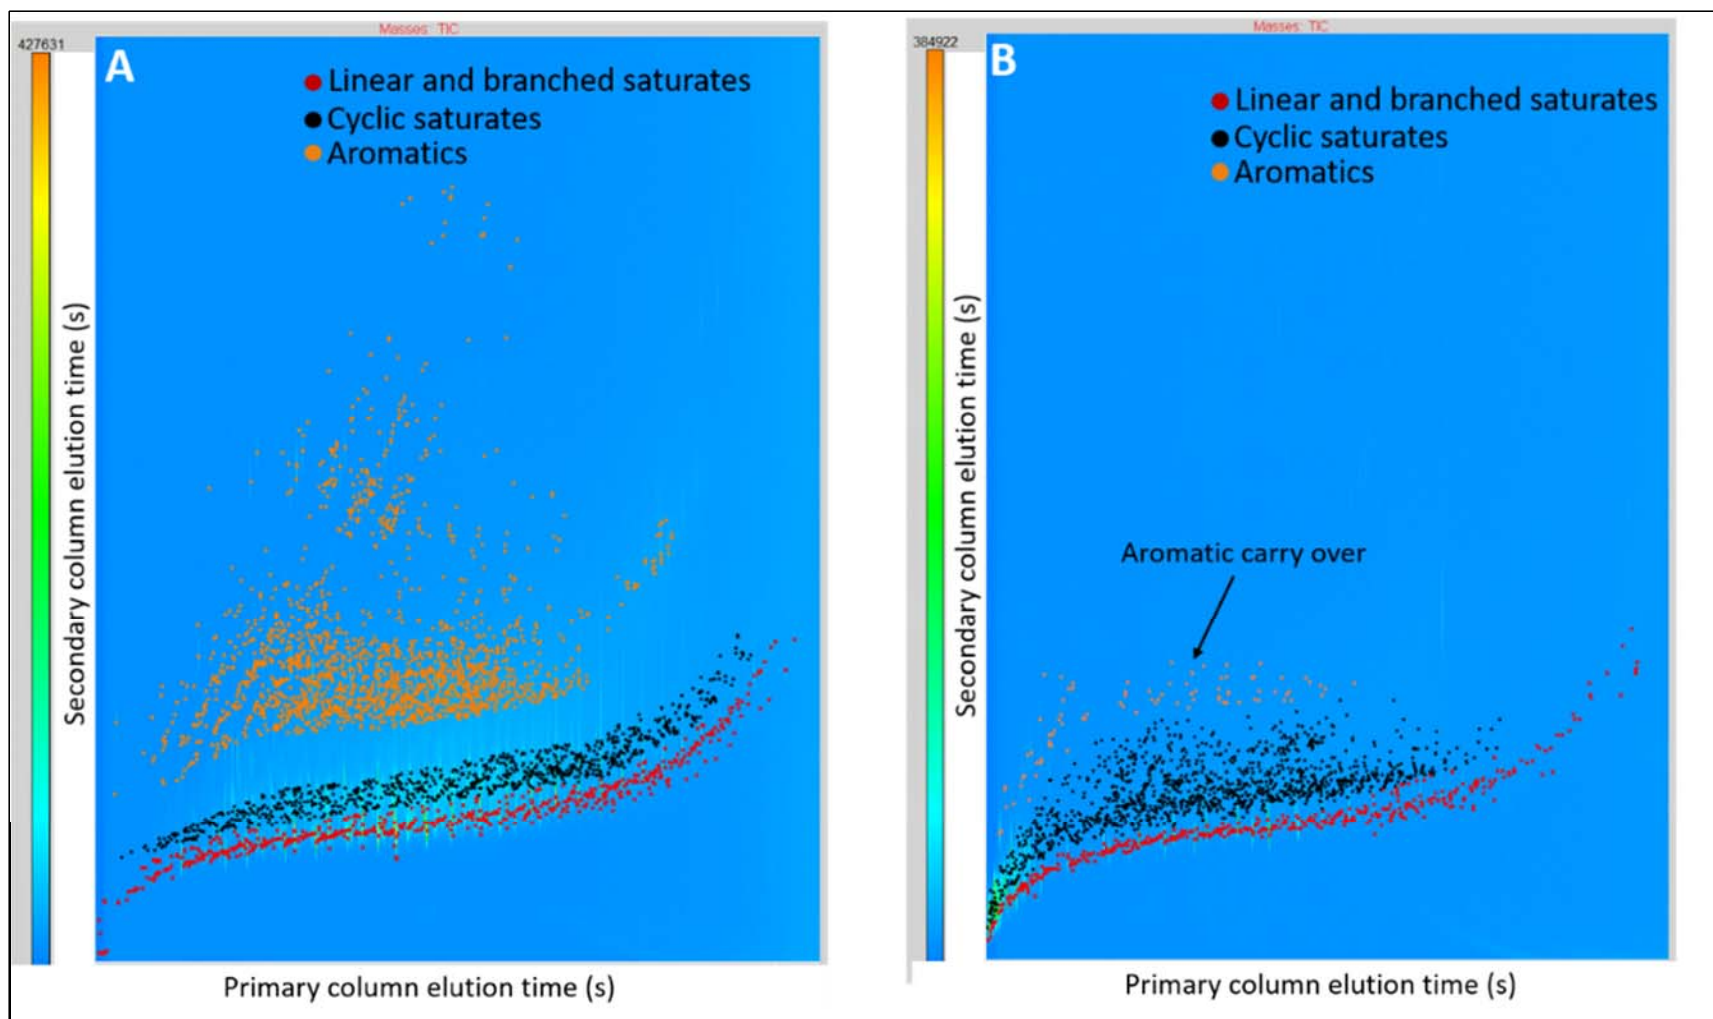 Masses: TIC
427631
A
Linear and branched saturates
Cyclic saturates
Aromatics
Secondary column elution time (s)
Primary column elution time (s)
Masses: TIC
384922
B
Linear and branched saturates
Cyclic saturates
Aromatics
Aromatic carry over
Secondary column elution time (s)
Primary column elution time (s)